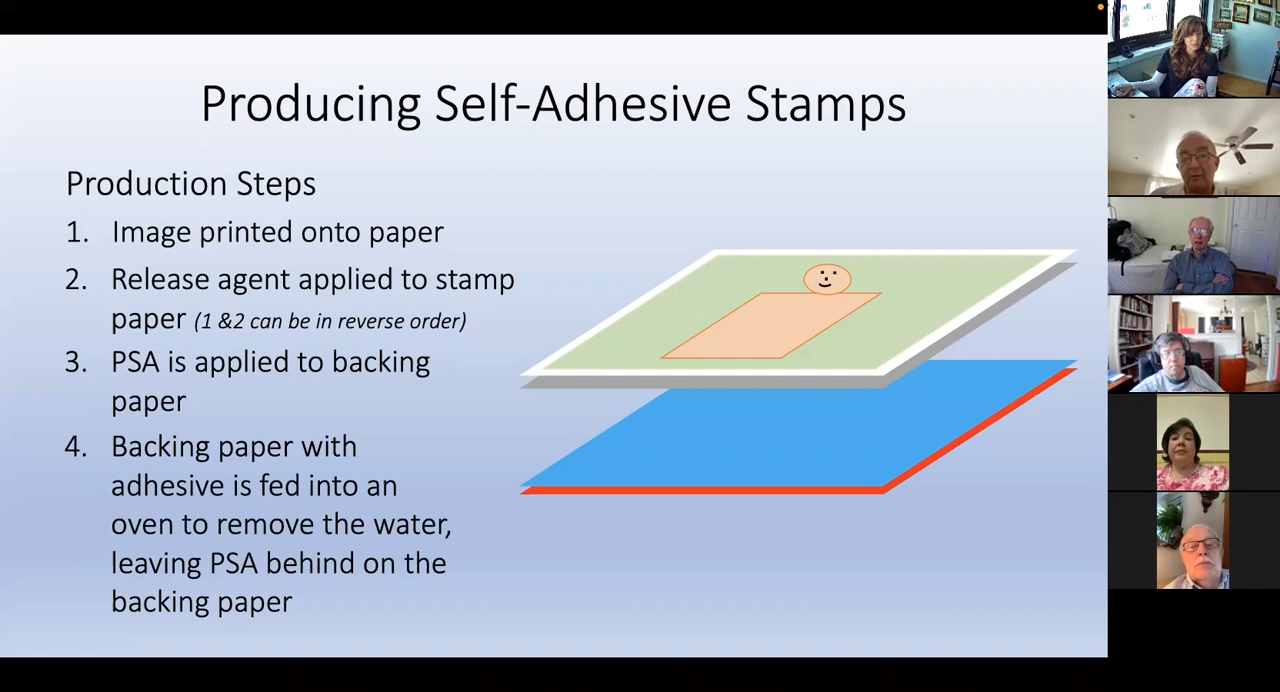 Producing Self-Adhesive Stamps
Production Steps
1. Image printed onto paper
2. Release agent applied to stamp
paper (1 &2 can be in reverse order)
3. PSA is applied to backing
paper
4. Backing paper with
adhesive is fed into an
oven to remove the water,
leaving PSA behind on the
backing paper